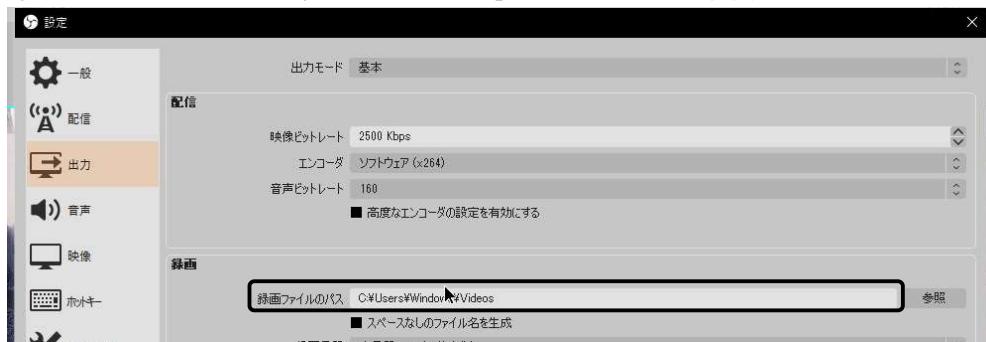 設定
一般
配信
出力
音声
映像
ホットキー
出力モード 基本
配信
映像ビットレート 2500 Kbps
エンコーダ ソフトウェア (x264)
音声ビットレート 160
高度なエンコーダの設定を有効にする
録画
録画ファイルのパス C:¥Users¥Window ¥Videos 参照
スペースなしのファイル名を生成